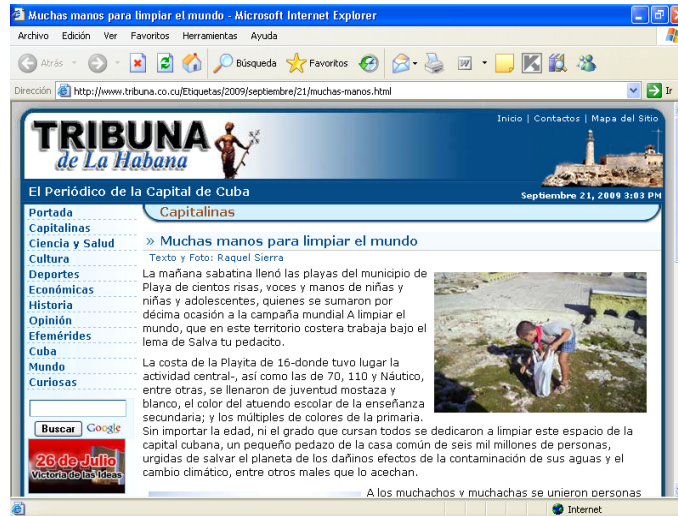 Muchas manos para limpiar el mundo - Microsoft Internet Explorer
Archivo Edición Ver Favoritos Herramientas Ayuda
Atrás Búsqueda Favoritos
Dirección http://www.tribuna.co.cu/Etiquetas/2009/septiembre/21/muchas-manos.html Ir
Inicio | Contactos | Mapa del Sitio
TRIBUNA
de La Habana
El Periódico de la Capital de Cuba
Septiembre 21, 2009 3:03 PM
Portada
Capitalinas
Ciencia y Salud
Cultura
Deportes
Económicas
Historia
Opinión
Efemérides
Cuba
Mundo
Curiosas
Buscar Google
26 de Julio
Victoria de las Ideas
Capitalinas
» Muchas manos para limpiar el mundo
Texto y Foto: Raquel Sierra
La mañana sabatina llenó las playas del municipio de
Playa de cientos risas, voces y manos de niñas y
niñas y adolescentes, quienes se sumaron por
décima ocasión a la campaña mundial A limpiar el
mundo, que en este territorio costera trabaja bajo el
lema de Salva tu pedacito.
La costa de la Playita de 16-donde tuvo lugar la
actividad central-, así como las de 70, 110 y Náutico,
entre otras, se llenaron de juventud mostaza y
blanco, el color del atuendo escolar de la enseñanza
secundaria; y los múltiples de colores de la primaria.
Sin importar la edad, ni el grado que cursan todos se dedicaron a limpiar este espacio de la
capital cubana, un pequeño pedazo de la casa común de seis mil millones de personas,
urgidas de salvar el planeta de los dañinos efectos de la contaminación de sus aguas y el
cambio climático, entre otros males que lo acechan.
A los muchachos y muchachas se unieron personas
Internet